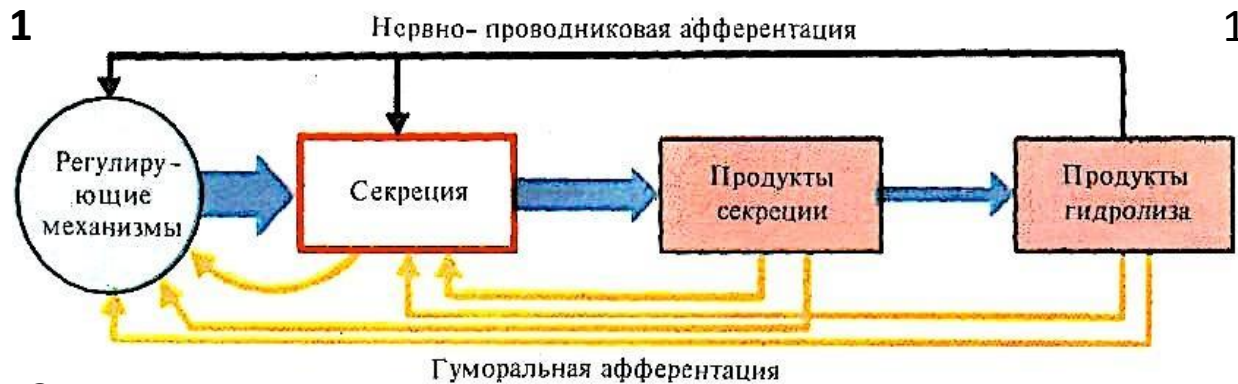 1
1
Нервно- проводниковая афферентация
Регулиру-
ющие
механизмы
Секреция
Продукты
секреции
Продукты
гидролиза
Гуморальная афферентация